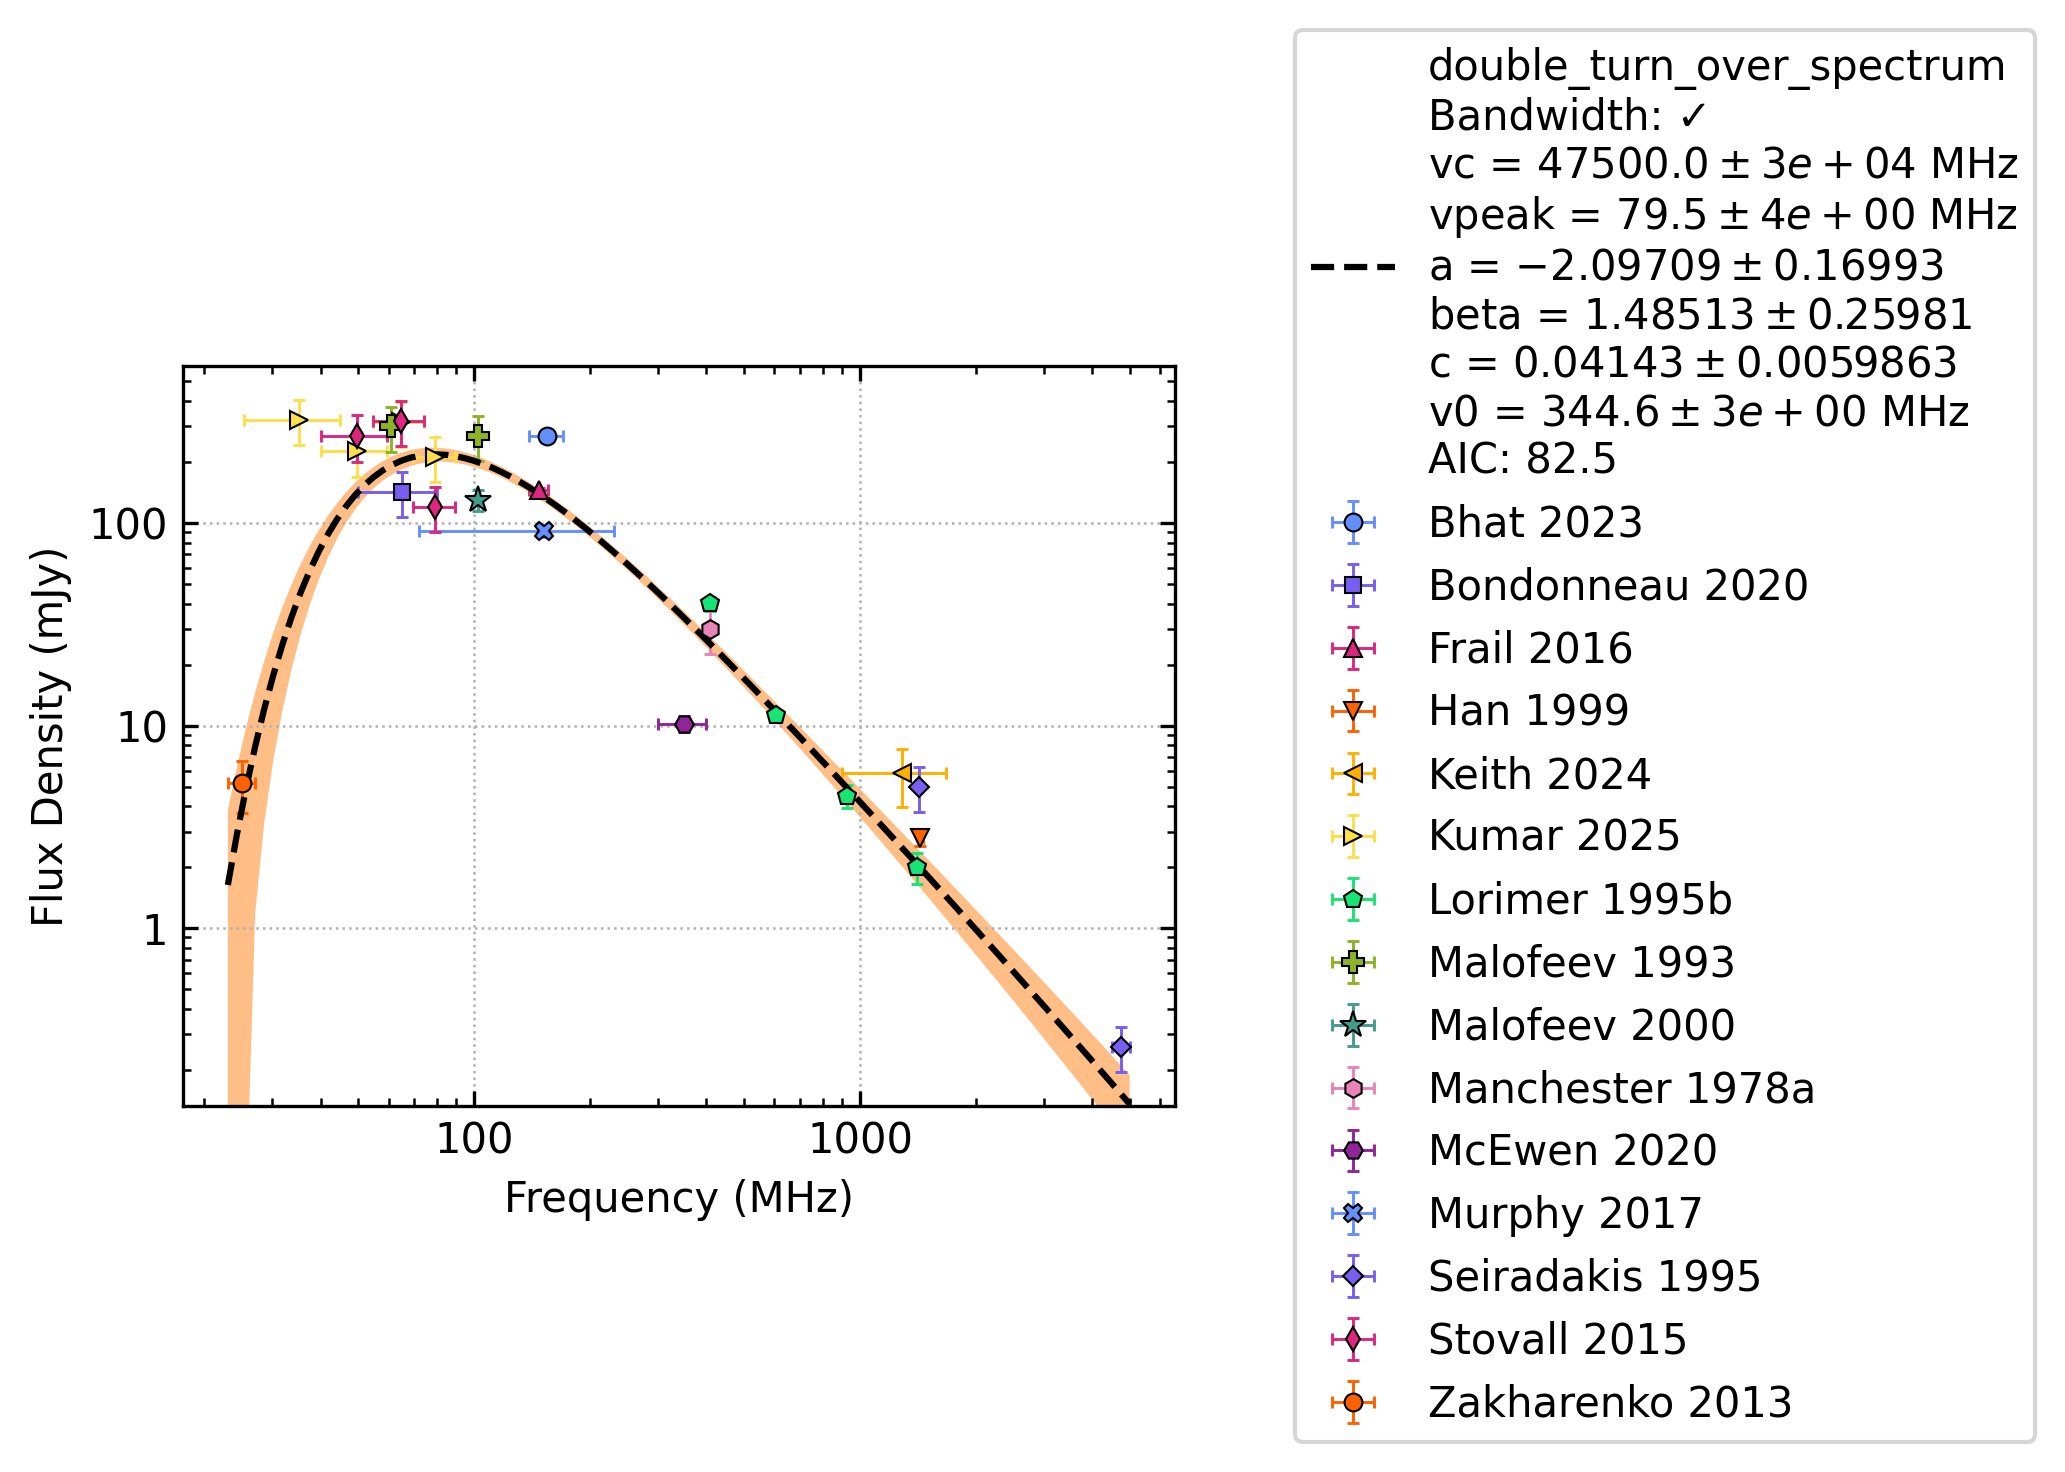 double_turn_over_spectrum
Bandwidth: ✓
vc = 47500.0 ± 3e + 04 MHz
vpeak = 79.5 ± 4e + 00 MHz
a = −2.09709 ± 0.16993
beta = 1.48513 ± 0.25981
c = 0.04143 ± 0.0059863
v0 = 344.6 ± 3e + 00 MHz
AIC: 82.5
Bhat 2023
Bondonneau 2020
Frail 2016
Han 1999
Keith 2024
Kumar 2025
Lorimer 1995b
Malofeev 1993
Malofeev 2000
Manchester 1978a
McEwen 2020
Murphy 2017
Seiradakis 1995
Stovall 2015
Zakharenko 2013
Flux Density (mJy)
100
10
1
100
1000
Frequency (MHz)